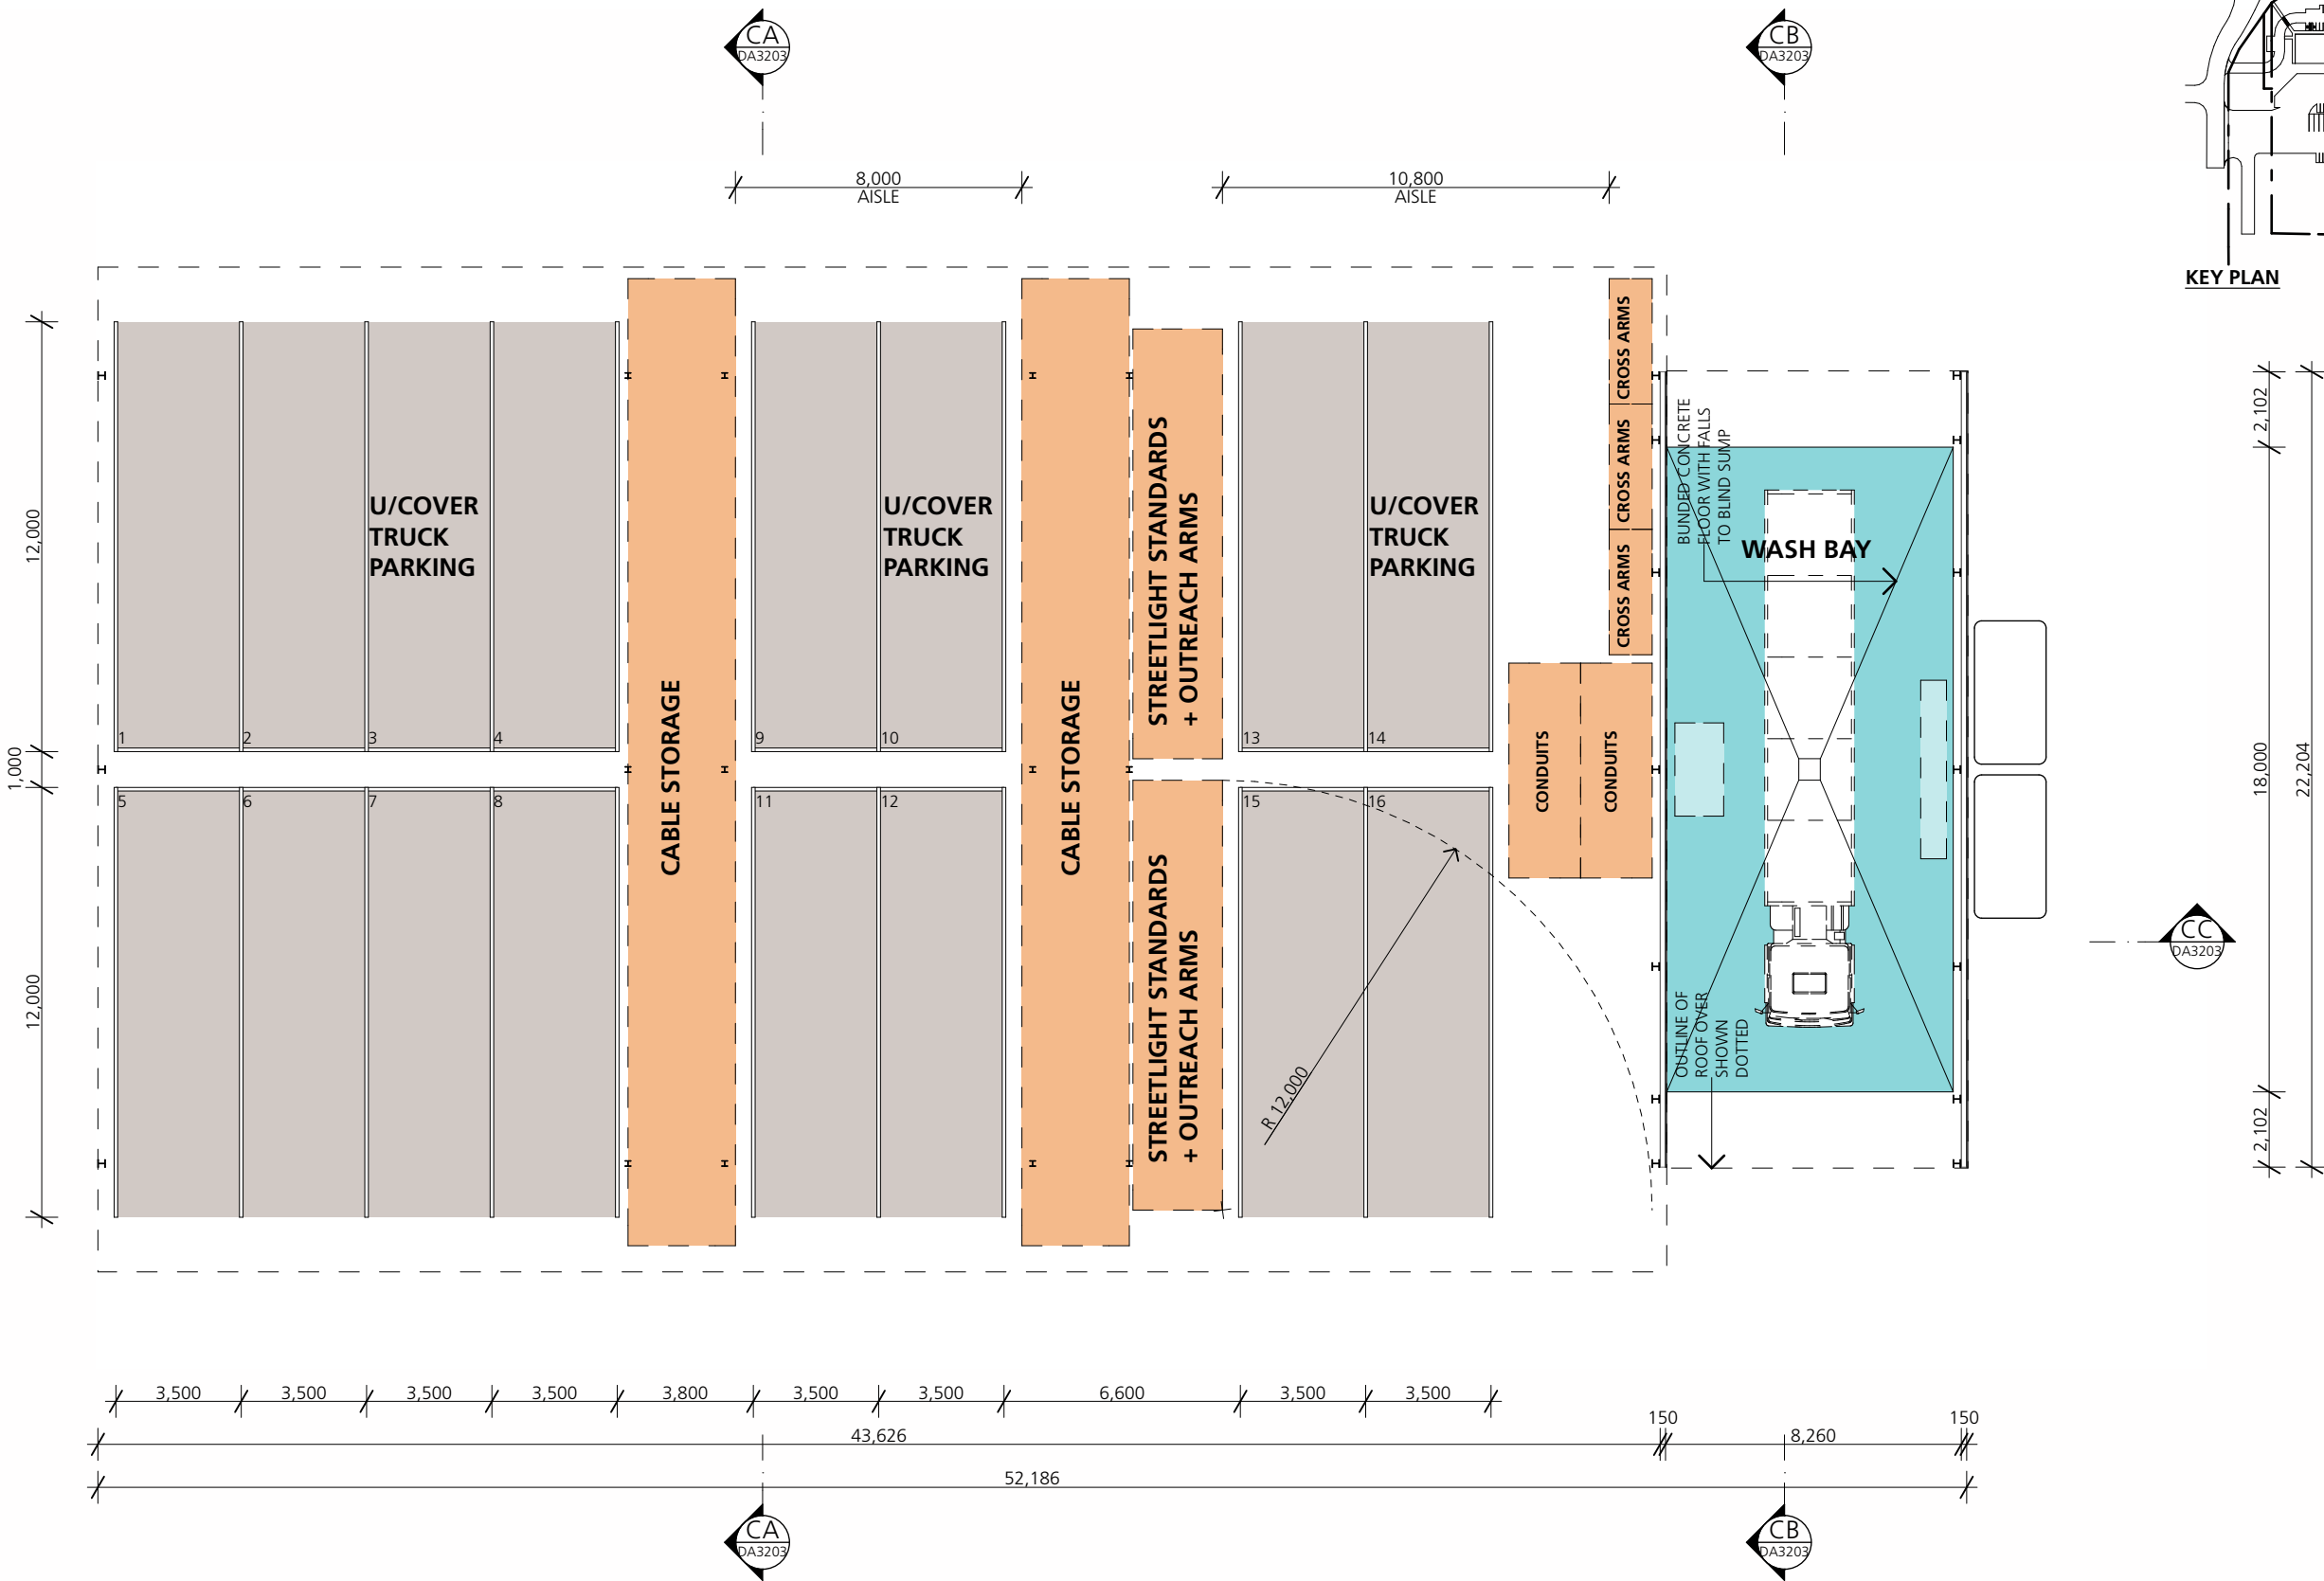 CA
DA3203
CB
DA3203
KEY PLAN
8,000
AISLE
10,800
AISLE
12,000
1,000
12,000
U/COVER
TRUCK
PARKING
U/COVER
TRUCK
PARKING
U/COVER
TRUCK
PARKING
1
2
3
4
9
10
13
14
5
6
7
8
11
12
15
16
CABLE STORAGE
CABLE STORAGE
STREETLIGHT STANDARDS
+ OUTREACH ARMS
STREETLIGHT STANDARDS
+ OUTREACH ARMS
CROSS ARMS
CROSS ARMS
CROSS ARMS
CONDUITS
CONDUITS
R 12,000
BUNDED CONCRETE
FLOOR WITH FALLS
TO BLIND SUMP
WASH BAY
OUTLINE OF
ROOF OVER
SHOWN
DOTTED
2,102
18,000
2,102
22,204
CC
DA3203
3,500
3,500
3,500
3,500
3,800
3,500
3,500
6,600
3,500
3,500
150
150
43,626
8,260
52,186
CA
DA3203
CB
DA3203